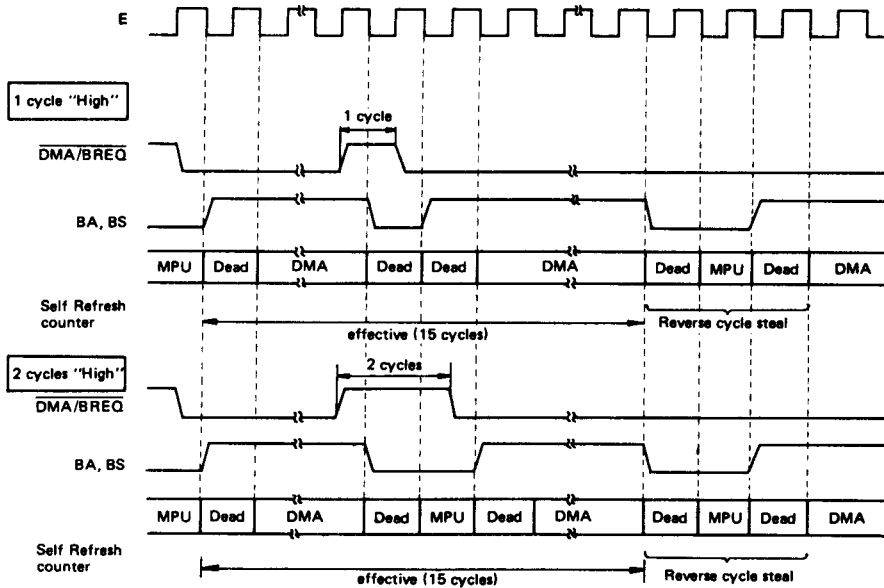 E
1 cycle "High"
1 cycle
DMA/BREQ
BA, BS
MPU Dead DMA Dead Dead DMA Dead MPU Dead DMA
Self Refresh
counter
effective (15 cycles)
Reverse cycle steal
2 cycles "High"
2 cycles
DMA/BREQ
BA, BS
MPU Dead DMA Dead MPU Dead DMA Dead MPU Dead DMA
Self Refresh
counter
effective (15 cycles)
Reverse cycle steal